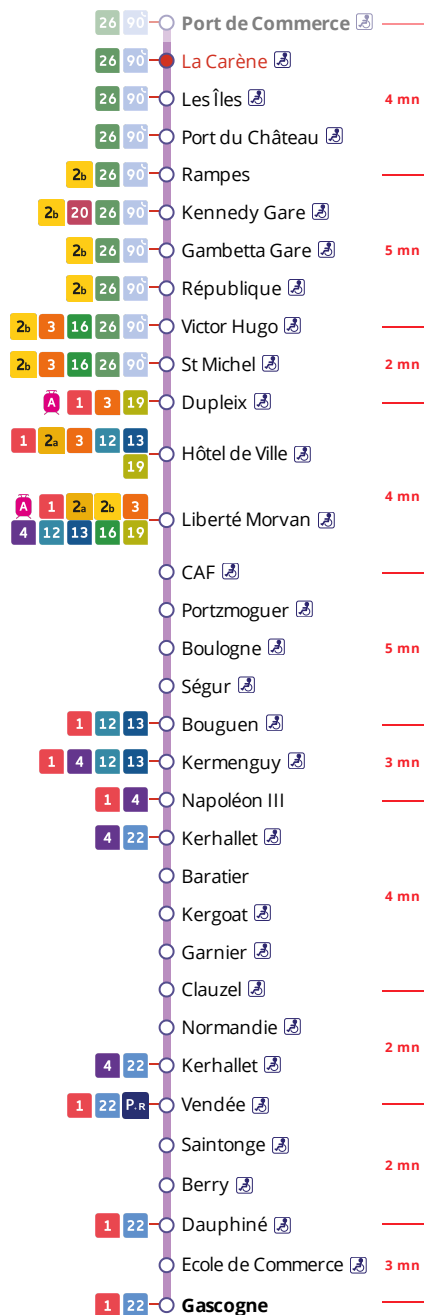 26 90 Port de Commerce
26 90 La Carène
26 90 Les Îles
4 mn
26 90 Port du Château
2b 26 90 Rampes
2b 20 26 90 Kennedy Gare
2b 26 90 Gambetta Gare
5 mn
2b 26 90 République
2b 3 16 26 90 Victor Hugo
2b 3 16 26 90 St Michel
2 mn
A 1 3 19 Dupleix
1 2a 3 12 13
19
Hôtel de Ville
4 mn
A 1 2a 2b 3
4 12 13 16 19
Liberté Morvan
CAF
Portzmoguer
Boulogne
5 mn
Ségur
1 12 13 Bouguen
1 4 12 13 Kermenguy
3 mn
1 4 Napoléon III
4 22 Kerhallet
Baratier
4 mn
Kergoat
Garnier
Clauzel
Normandie
2 mn
4 22 Kerhallet
1 22 P+R Vendée
Saintonge
2 mn
Berry
1 22 Dauphiné
Ecole de Commerce
3 mn
1 22 Gascogne